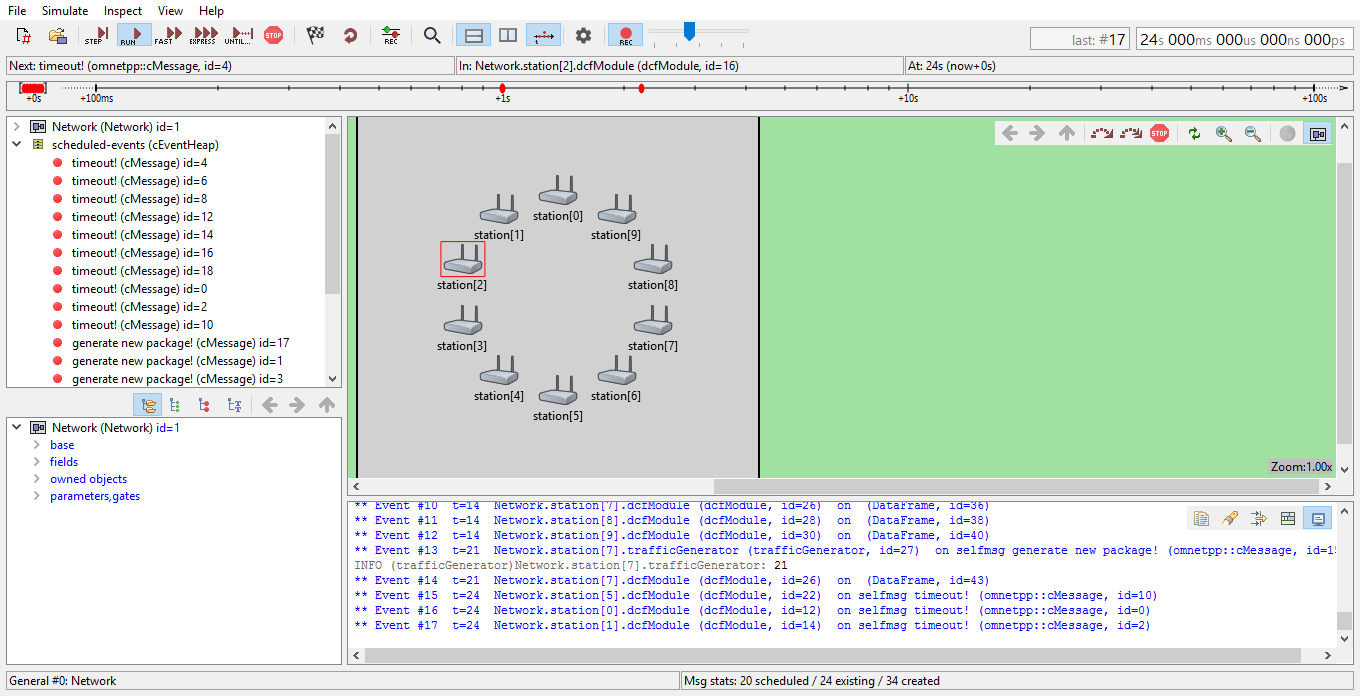 File Simulate Inspect View Help
STEP RUN FAST EXPRESS UNTIL... STOP REC REC last: #17 24s 000ms 000us 000ns 000ps
Next: timeout! (omnetpp::cMessage, id=4) In: Network.station[2].dcfModule (dcfModule, id=16) At: 24s (now+0s)
+0s +100ms +1s +10s +100s
Network (Network) id=1
scheduled-events (cEventHeap)
timeout! (cMessage) id=4
timeout! (cMessage) id=6
timeout! (cMessage) id=8
timeout! (cMessage) id=12
timeout! (cMessage) id=14
timeout! (cMessage) id=16
timeout! (cMessage) id=18
timeout! (cMessage) id=0
timeout! (cMessage) id=2
timeout! (cMessage) id=10
generate new package! (cMessage) id=17
generate new package! (cMessage) id=1
generate new package! (cMessage) id=3
Network (Network) id=1
base
fields
owned objects
parameters,gates
STOP
station[0]
station[1] station[9]
station[2] station[8]
station[3] station[7]
station[4] station[6]
station[5]
Zoom:1.00x
** Event #10 t=14 Network.station[7].dcfModule (dcfModule, id=26) on (DataFrame, id=36)
** Event #11 t=14 Network.station[8].dcfModule (dcfModule, id=28) on (DataFrame, id=38)
** Event #12 t=14 Network.station[9].dcfModule (dcfModule, id=30) on (DataFrame, id=40)
** Event #13 t=21 Network.station[7].trafficGenerator (trafficGenerator, id=27) on selfmsg generate new package! (omnetpp::cMessage, id=15
INFO (trafficGenerator)Network.station[7].trafficGenerator: 21
** Event #14 t=21 Network.station[7].dcfModule (dcfModule, id=26) on (DataFrame, id=43)
** Event #15 t=24 Network.station[5].dcfModule (dcfModule, id=22) on selfmsg timeout! (omnetpp::cMessage, id=10)
** Event #16 t=24 Network.station[0].dcfModule (dcfModule, id=12) on selfmsg timeout! (omnetpp::cMessage, id=0)
** Event #17 t=24 Network.station[1].dcfModule (dcfModule, id=14) on selfmsg timeout! (omnetpp::cMessage, id=2)
General #0: Network Msg stats: 20 scheduled / 24 existing / 34 created